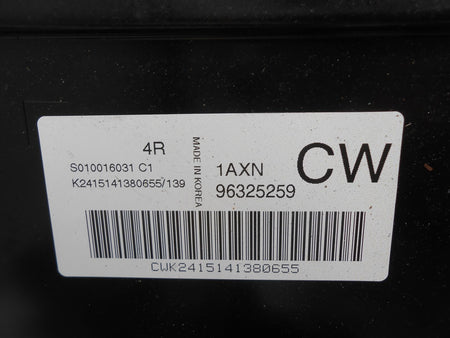 4R
S010016031 C1
K2415141380655/139
MADE IN KOREA
1AXN
96325259
CW
CWK2415141380655